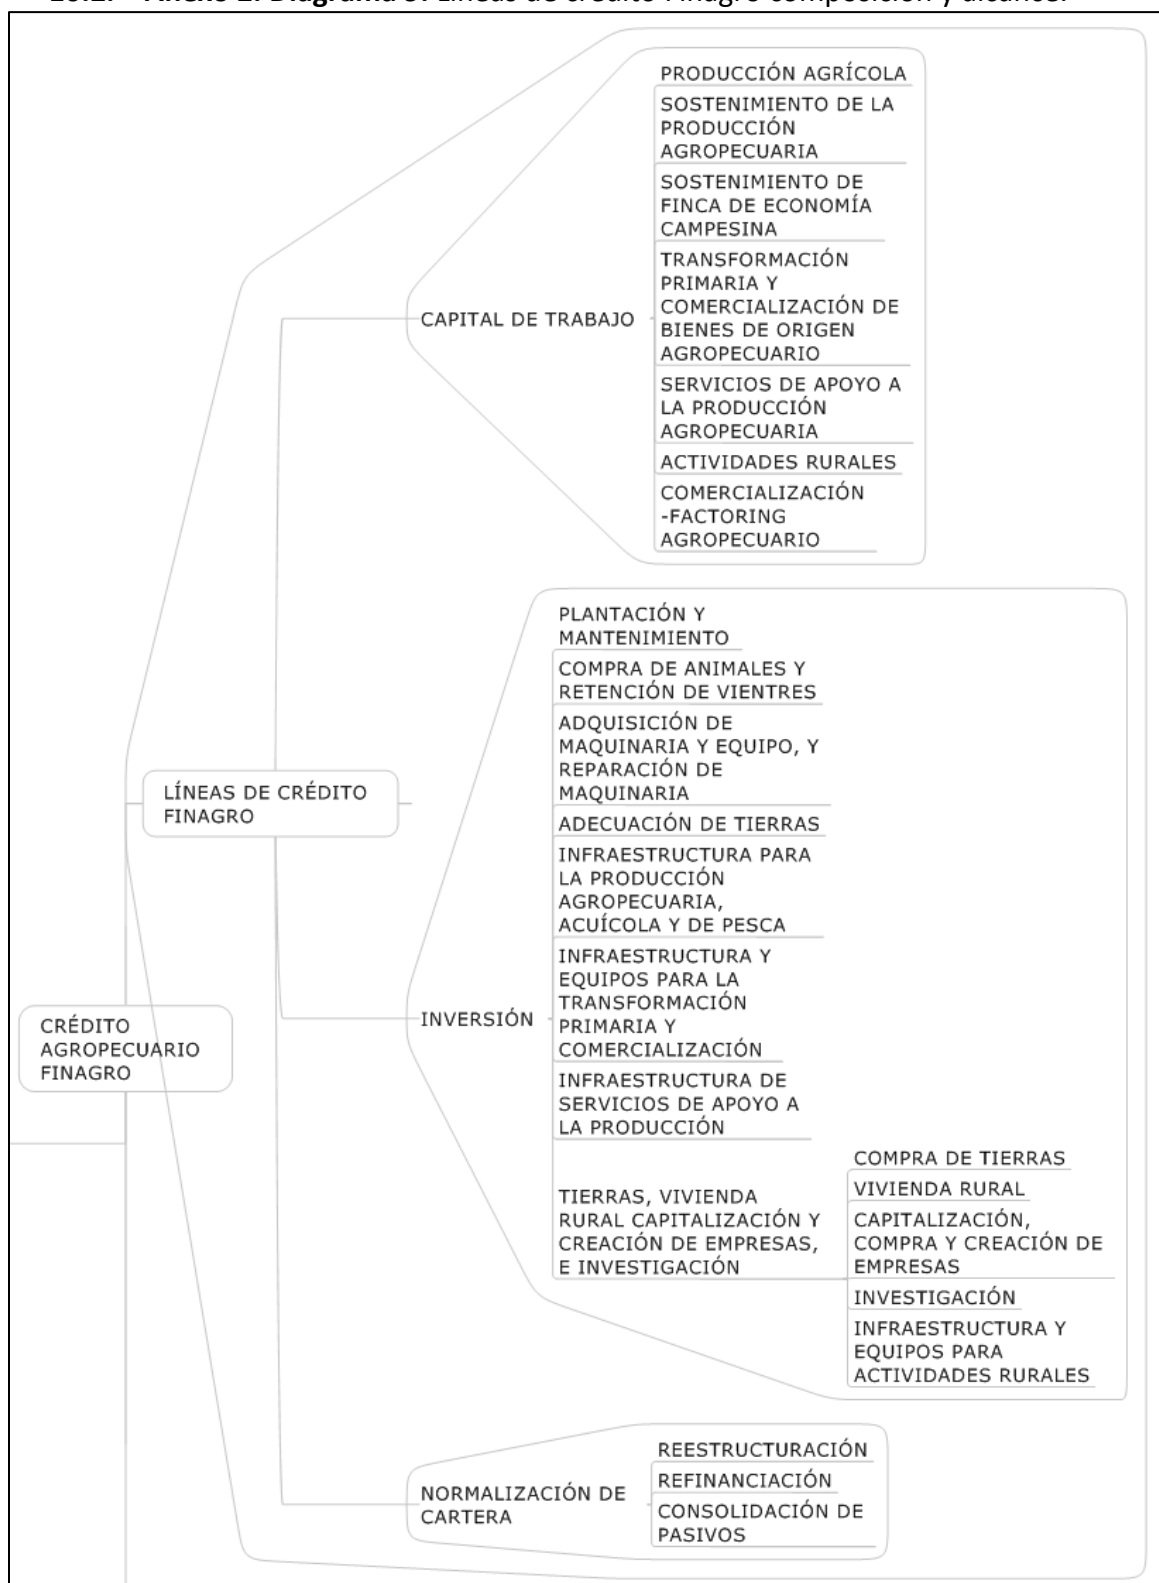 PRODUCCIÓN AGRÍCOLA
SOSTENIMIENTO DE LA
PRODUCCIÓN
AGROPECUARIA
SOSTENIMIENTO DE
FINCA DE ECONOMÍA
CAMPESINA
TRANSFORMACIÓN
PRIMARIA Y
COMERCIALIZACIÓN DE
BIENES DE ORIGEN
AGROPECUARIO
CAPITAL DE TRABAJO
SERVICIOS DE APOYO A
LA PRODUCCIÓN
AGROPECUARIA
ACTIVIDADES RURALES
COMERCIALIZACIÓN
-FACTORING
AGROPECUARIO
PLANTACIÓN Y
MANTENIMIENTO
COMPRA DE ANIMALES Y
RETENCIÓN DE VIENTRES
ADQUISICIÓN DE
MAQUINARIA Y EQUIPO, Y
REPARACIÓN DE
MAQUINARIA
LÍNEAS DE CRÉDITO
FINAGRO
ADECUACIÓN DE TIERRAS
INFRAESTRUCTURA PARA
LA PRODUCCIÓN
AGROPECUARIA,
ACUÍCOLA Y DE PESCA
INFRAESTRUCTURA Y
EQUIPOS PARA LA
TRANSFORMACIÓN
PRIMARIA Y
COMERCIALIZACIÓN
INVERSIÓN
CRÉDITO
AGROPECUARIO
FINAGRO
INFRAESTRUCTURA DE
SERVICIOS DE APOYO A
LA PRODUCCIÓN
TIERRAS, VIVIENDA
RURAL CAPITALIZACIÓN Y
CREACIÓN DE EMPRESAS,
E INVESTIGACIÓN
COMPRA DE TIERRAS
VIVIENDA RURAL
CAPITALIZACIÓN,
COMPRA Y CREACIÓN DE
EMPRESAS
INVESTIGACIÓN
INFRAESTRUCTURA Y
EQUIPOS PARA
ACTIVIDADES RURALES
NORMALIZACIÓN DE
CARTERA
REESTRUCTURACIÓN
REFINANCIACIÓN
CONSOLIDACIÓN DE
PASIVOS